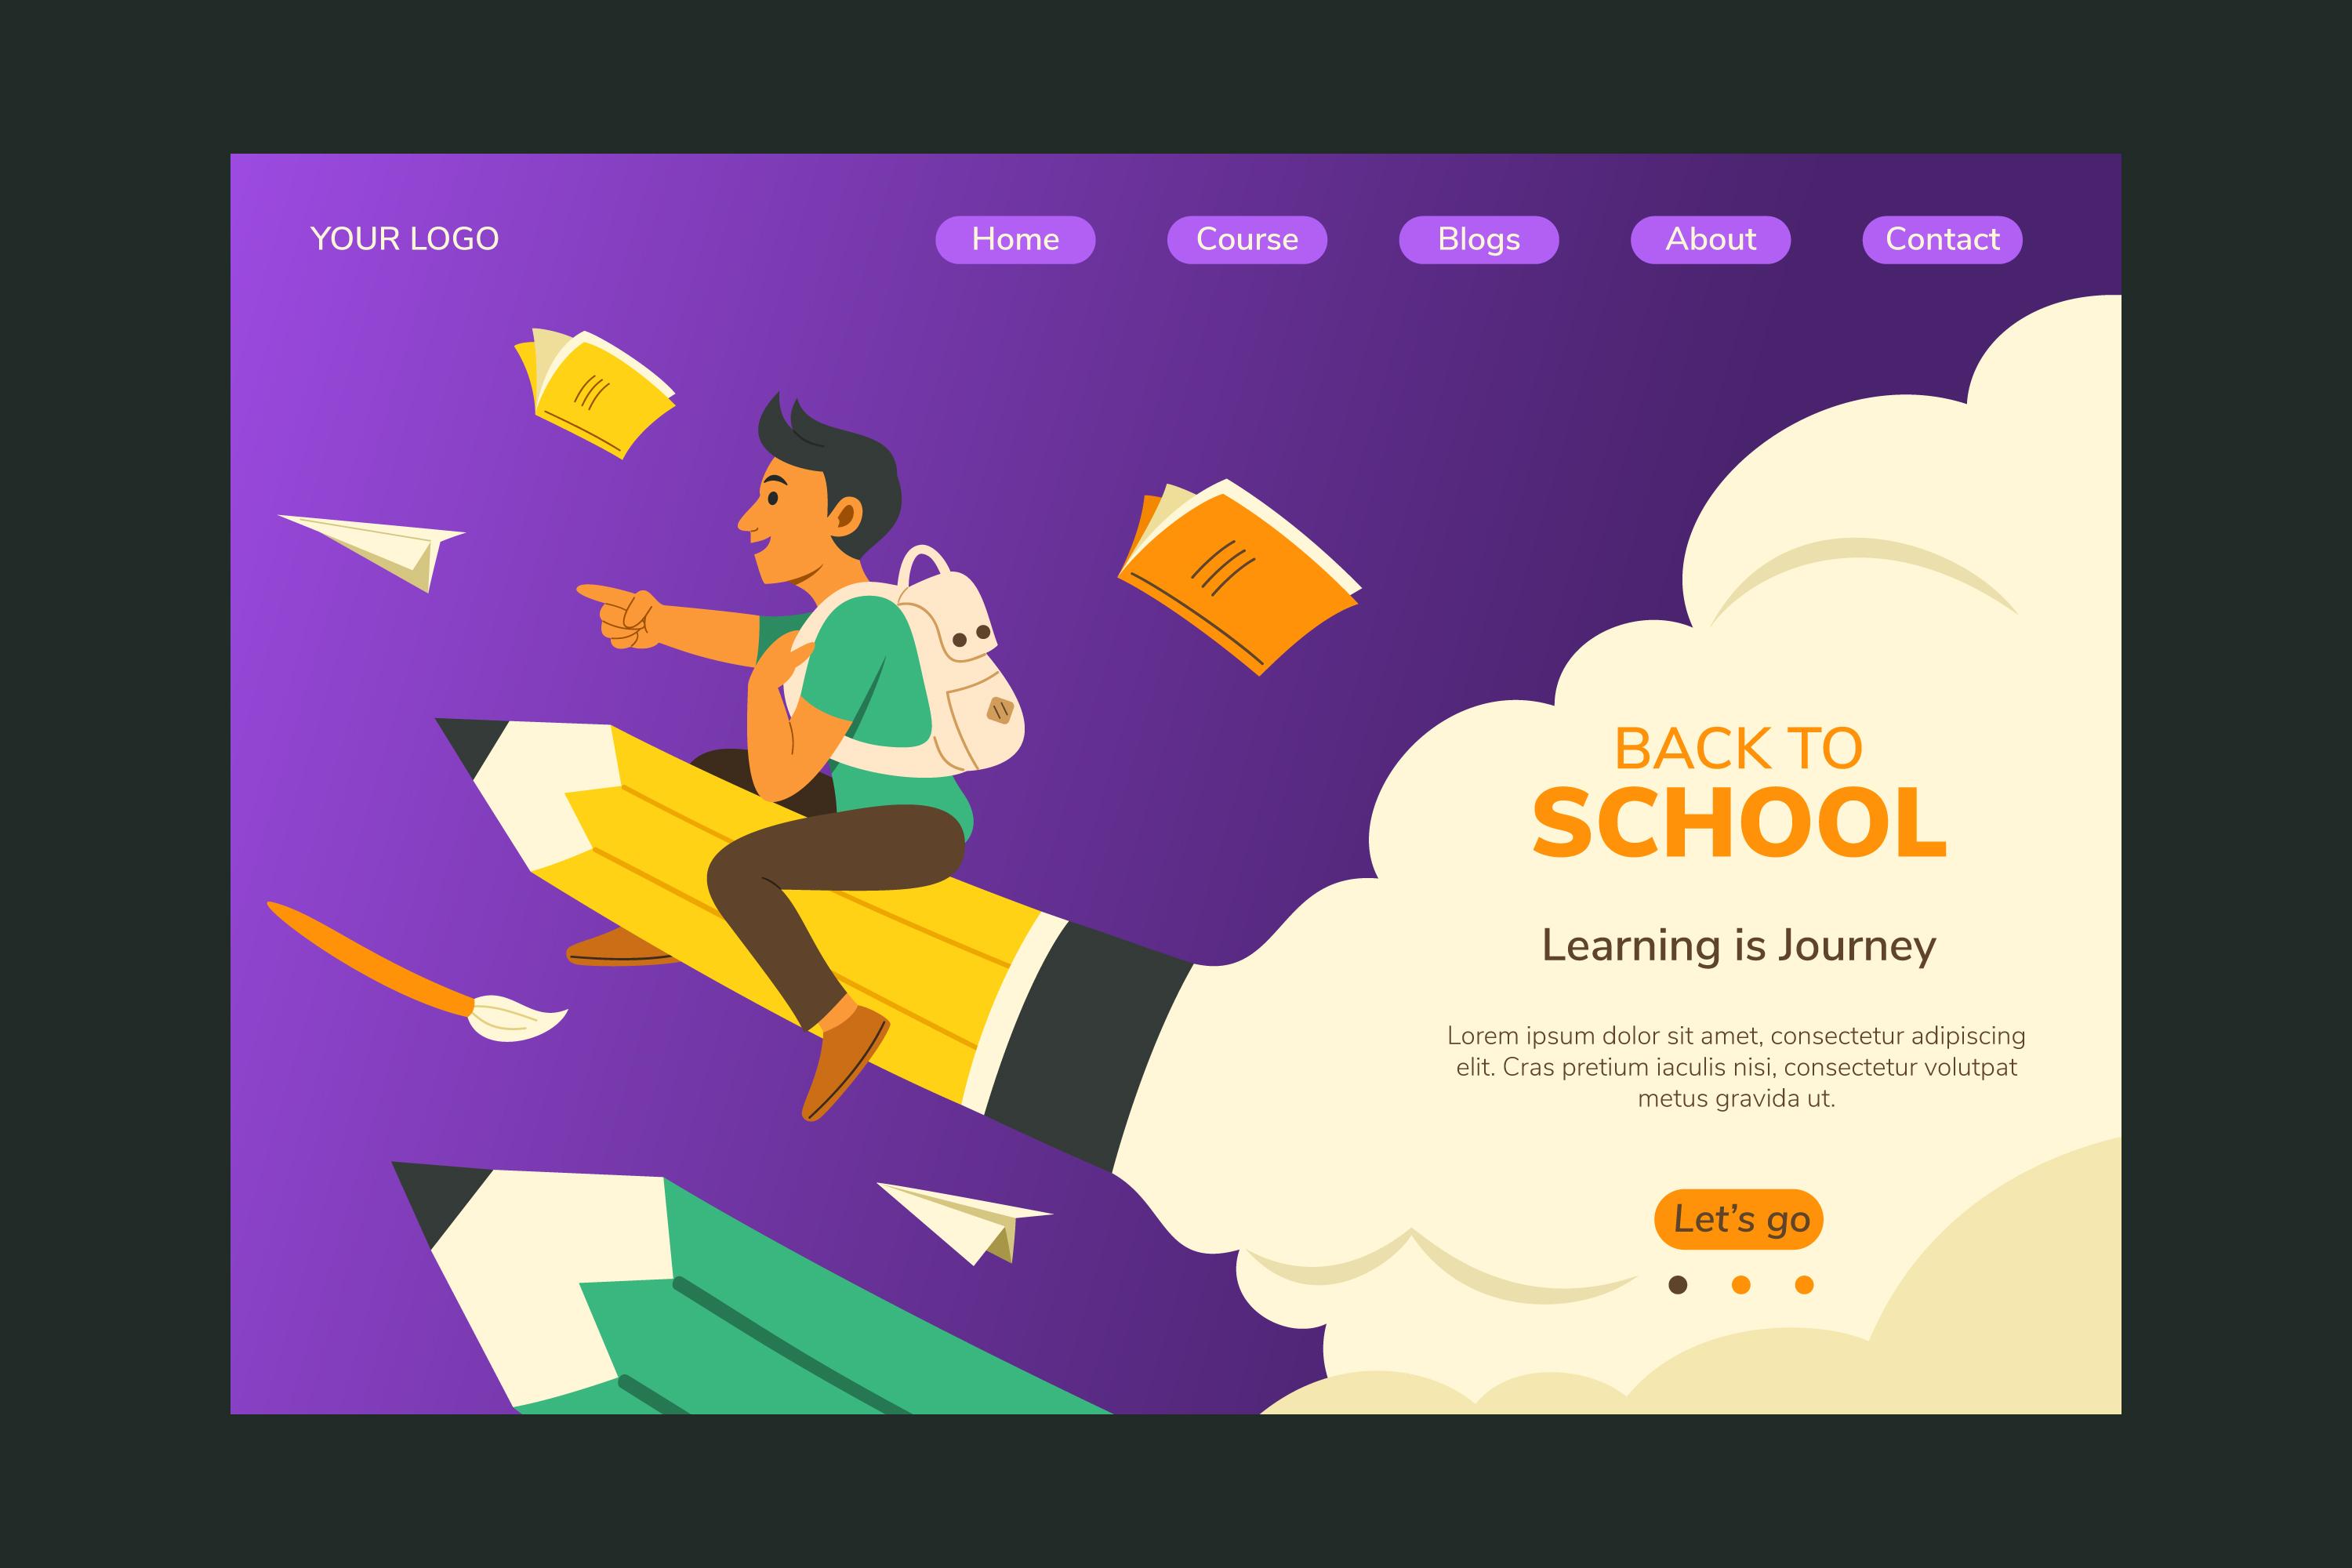 YOUR LOGO
Home
Course
Blogs
About
Contact
BACK TO
SCHOOL
Learning is Journey
Lorem ipsum dolor sit amet, consectetur adipiscing
elit. Cras pretium iaculis nisi, consectetur volutpat
metus gravida ut.
Let's go